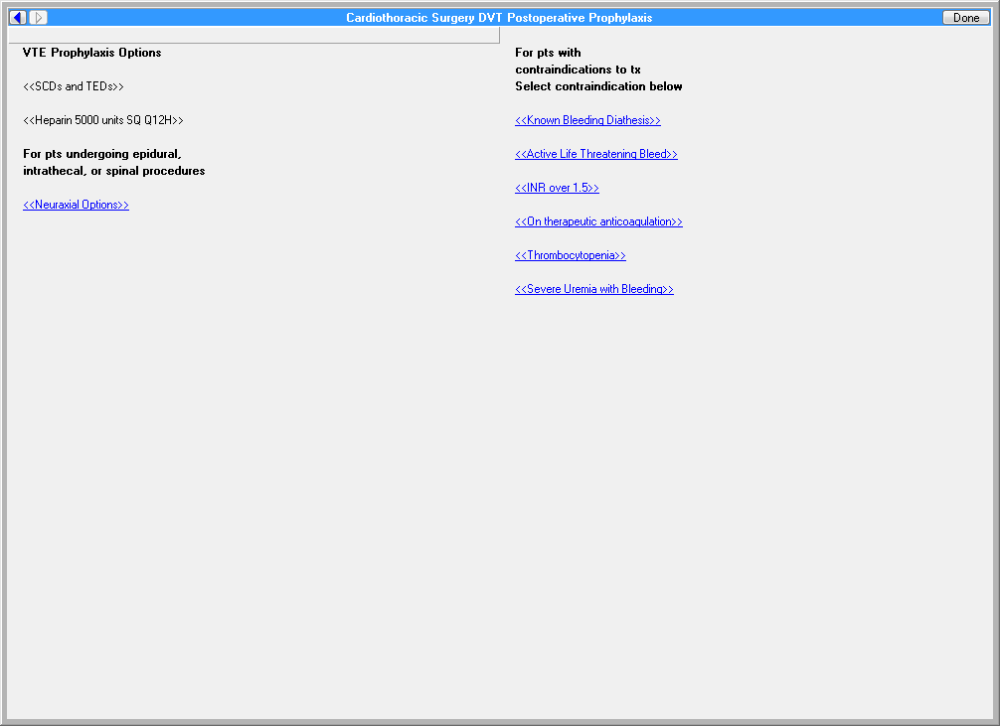 Cardiothoracic Surgery DVT Postoperative Prophylaxis
Done
VTE Prophylaxis Options
<<SCDs and TEDs>>
<<Heparin 5000 units SQ Q12H>>
For pts undergoing epidural,
intrathecal, or spinal procedures
<<Neuraxial Options>>
For pts with
contraindications to tx
Select contraindication below
<<Known Bleeding Diathesis>>
<<Active Life Threatening Bleed>>
<<INR over 1.5>>
<<On therapeutic anticoagulation>>
<<Thrombocytopenia>>
<<Severe Uremia with Bleeding>>